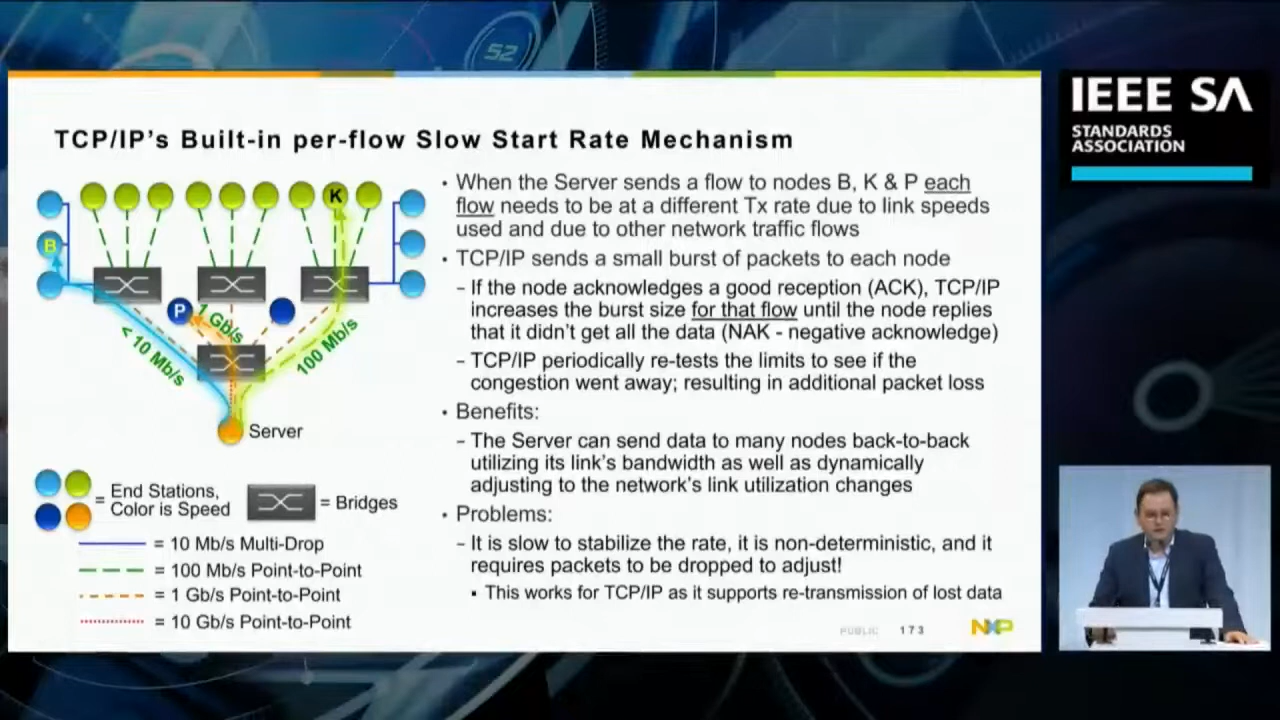 52
IEEE SA
STANDARDS
ASSOCIATION
TCP/IP's Built-in per-flow Slow Start Rate Mechanism
K
B
P
1 Gb/s
< 10 Mb/s
100 Mb/s
Server
= End Stations,
Color is Speed
= Bridges
= 10 Mb/s Multi-Drop
= 100 Mb/s Point-to-Point
= 1 Gb/s Point-to-Point
= 10 Gb/s Point-to-Point
• When the Server sends a flow to nodes B, K & P each
flow needs to be at a different Tx rate due to link speeds
used and due to other network traffic flows
• TCP/IP sends a small burst of packets to each node
– If the node acknowledges a good reception (ACK), TCP/IP
increases the burst size for that flow until the node replies
that it didn't get all the data (NAK - negative acknowledge)
– TCP/IP periodically re-tests the limits to see if the
congestion went away; resulting in additional packet loss
• Benefits:
– The Server can send data to many nodes back-to-back
utilizing its link's bandwidth as well as dynamically
adjusting to the network's link utilization changes
• Problems:
– It is slow to stabilize the rate, it is non-deterministic, and it
requires packets to be dropped to adjust!
▪ This works for TCP/IP as it supports re-transmission of lost data
PUBLIC 173
NXP